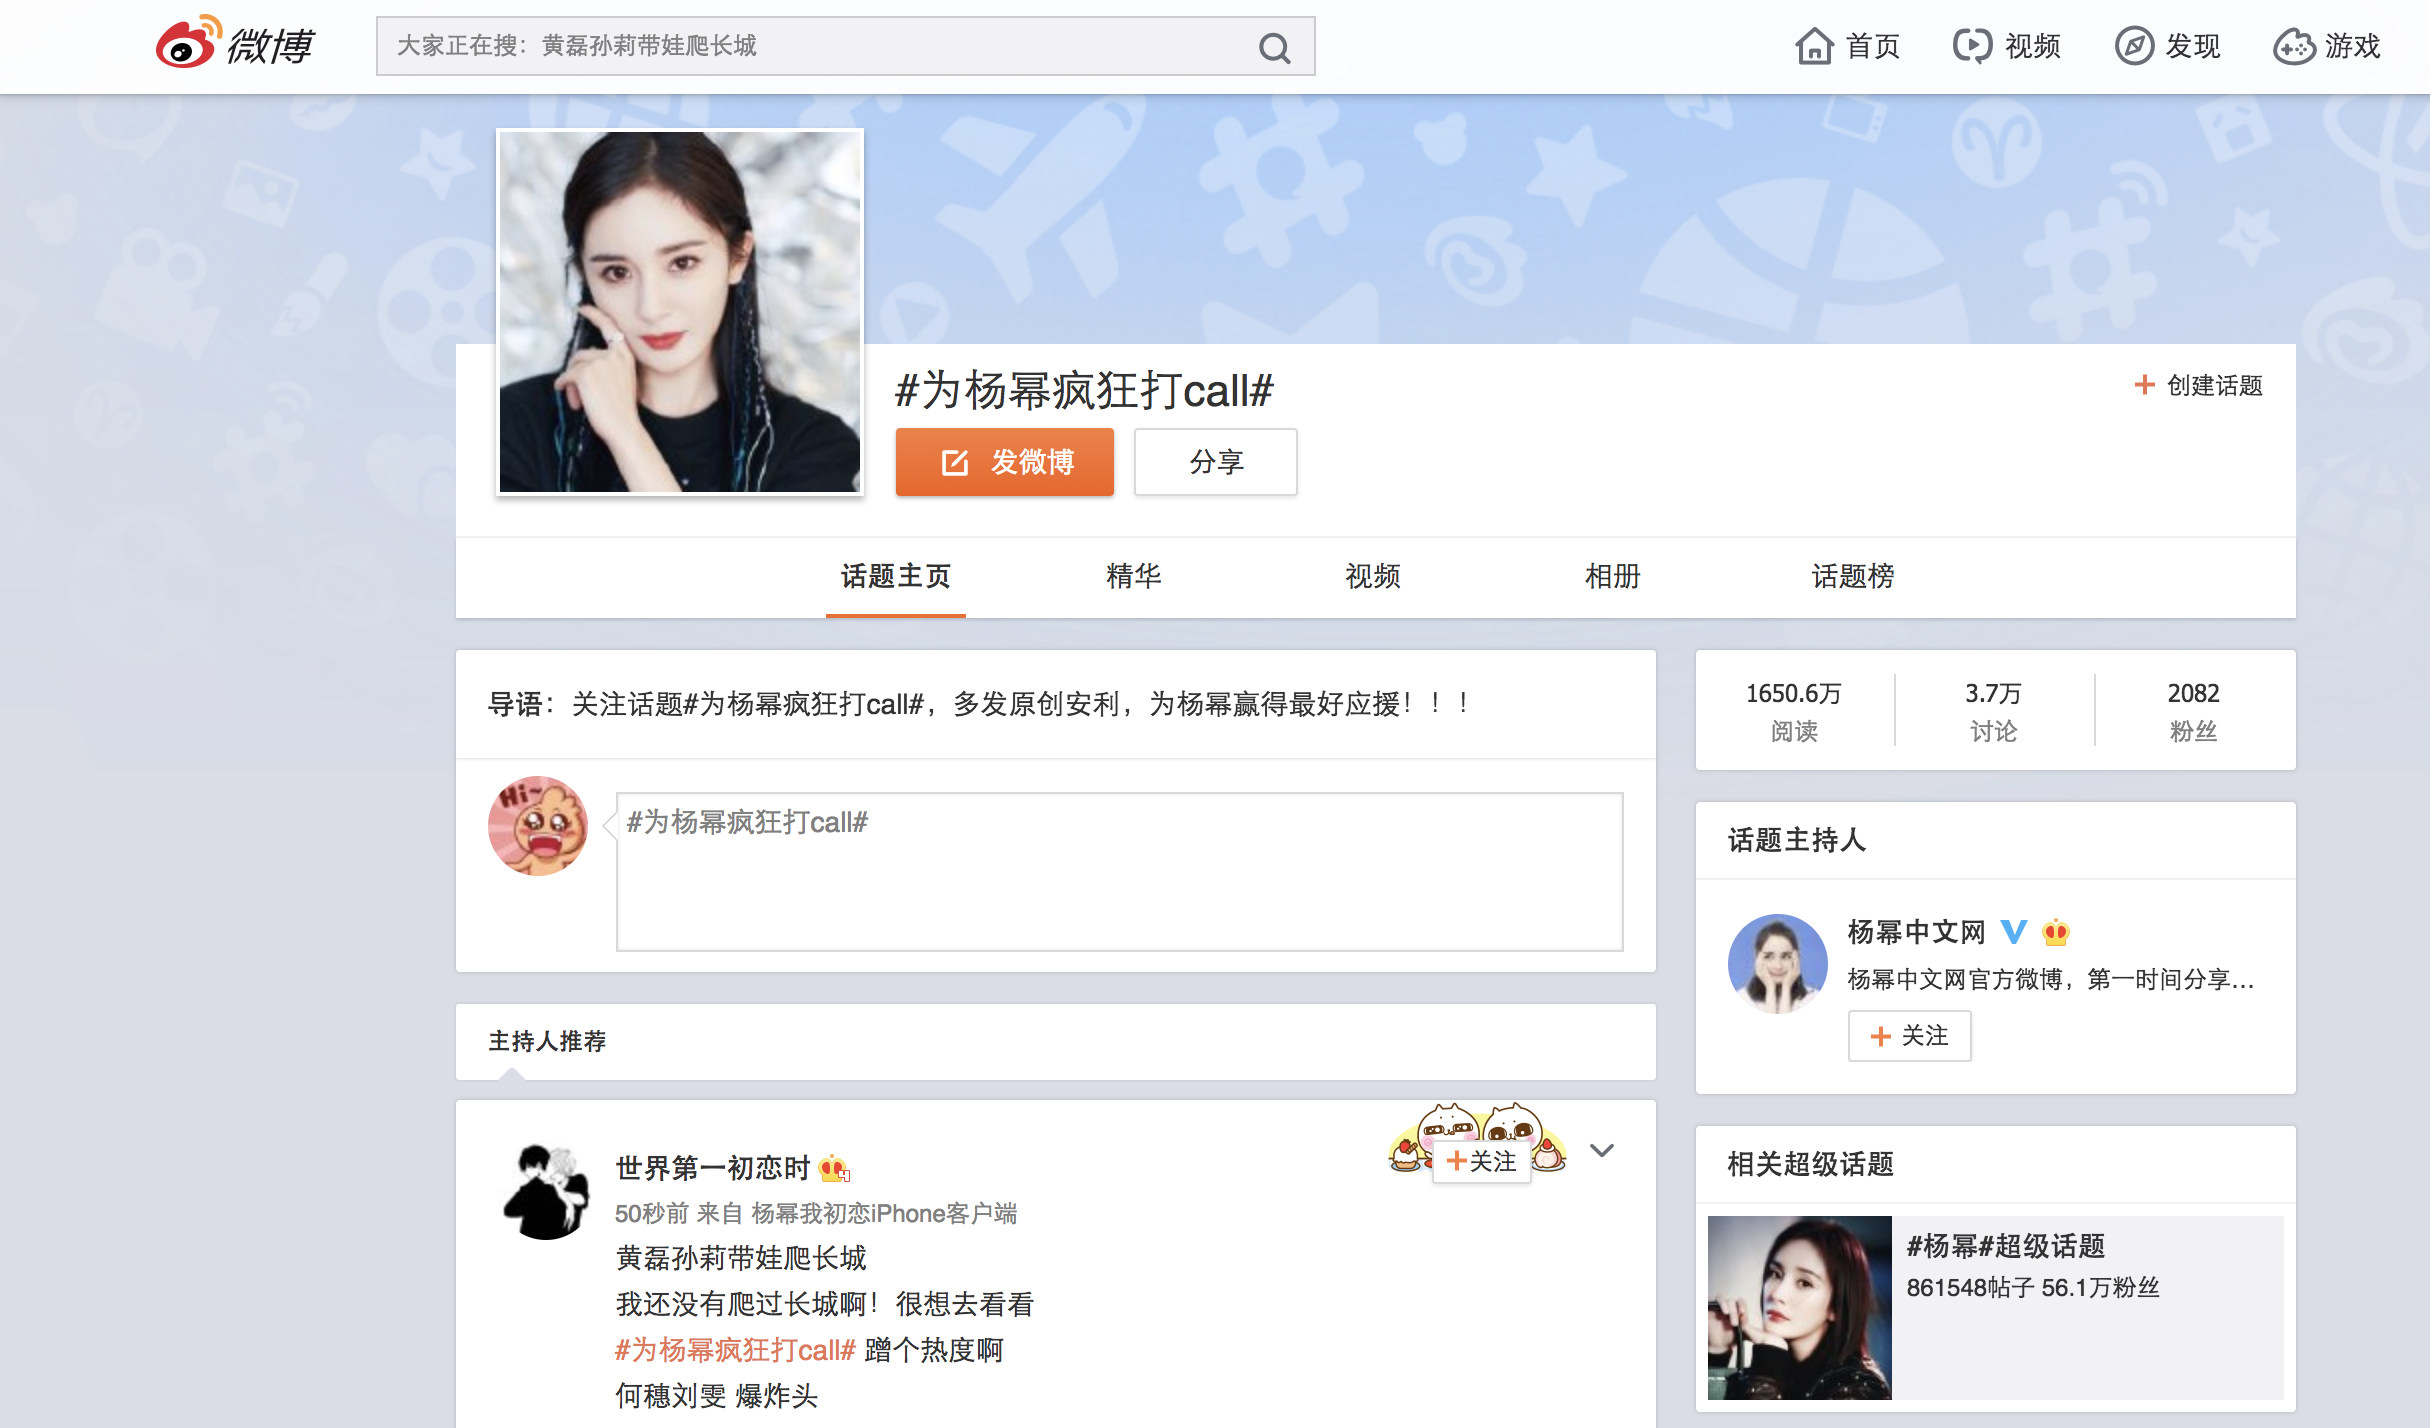 微博
大家正在搜：黄磊孙莉带娃爬长城
首页
视频
发现
游戏
#为杨幂疯狂打call#
创建话题
发微博
分享
话题主页
精华
视频
相册
话题榜
导语：关注话题#为杨幂疯狂打call#，多发原创安利，为杨幂赢得最好应援！！！
Hi~
#为杨幂疯狂打call#
主持人推荐
世界第一初恋时
4
关注
50秒前 来自 杨幂我初恋iPhone客户端
黄磊孙莉带娃爬长城
我还没有爬过长城啊！很想去看看
#为杨幂疯狂打call# 蹭个热度啊
何穗刘雯 爆炸头
1650.6万
阅读
3.7万
讨论
2082
粉丝
话题主持人
杨幂中文网 V
杨幂中文网官方微博，第一时间分享...
关注
相关超级话题
#杨幂#超级话题
861548帖子 56.1万粉丝